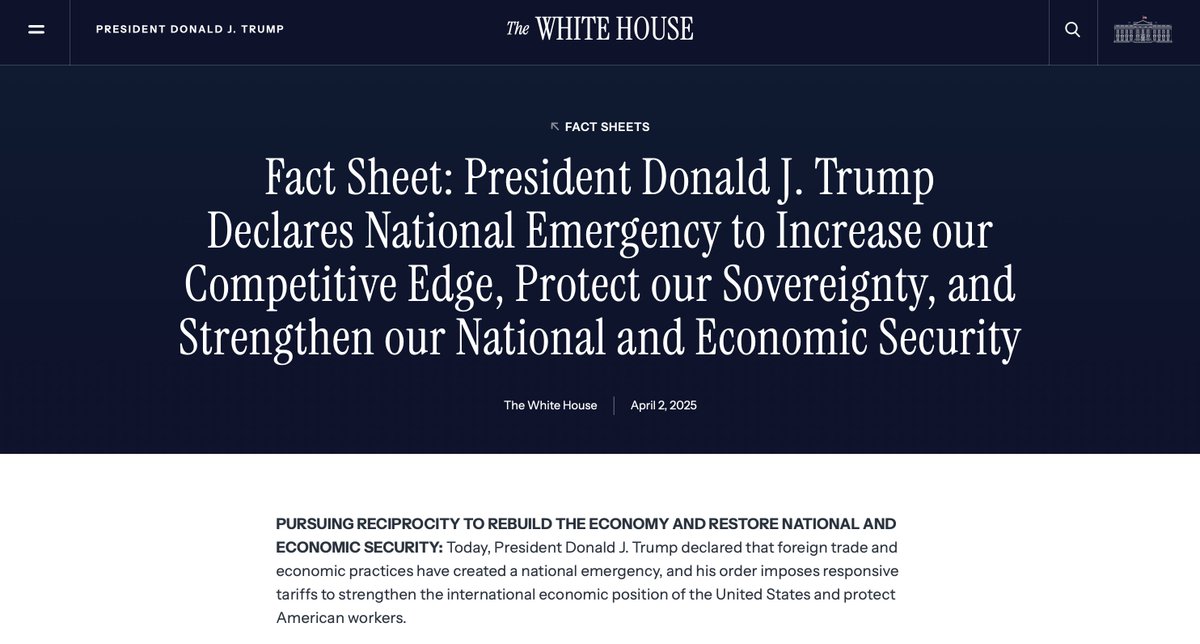 PRESIDENT DONALD J. TRUMP
The WHITE HOUSE
FACT SHEETS
Fact Sheet: President Donald J. Trump
Declares National Emergency to Increase our
Competitive Edge, Protect our Sovereignty, and
Strengthen our National and Economic Security
The White House
April 2, 2025
PURSUING RECIPROCITY TO REBUILD THE ECONOMY AND RESTORE NATIONAL AND
ECONOMIC SECURITY: Today, President Donald J. Trump declared that foreign trade and
economic practices have created a national emergency, and his order imposes responsive
tariffs to strengthen the international economic position of the United States and protect
American workers.